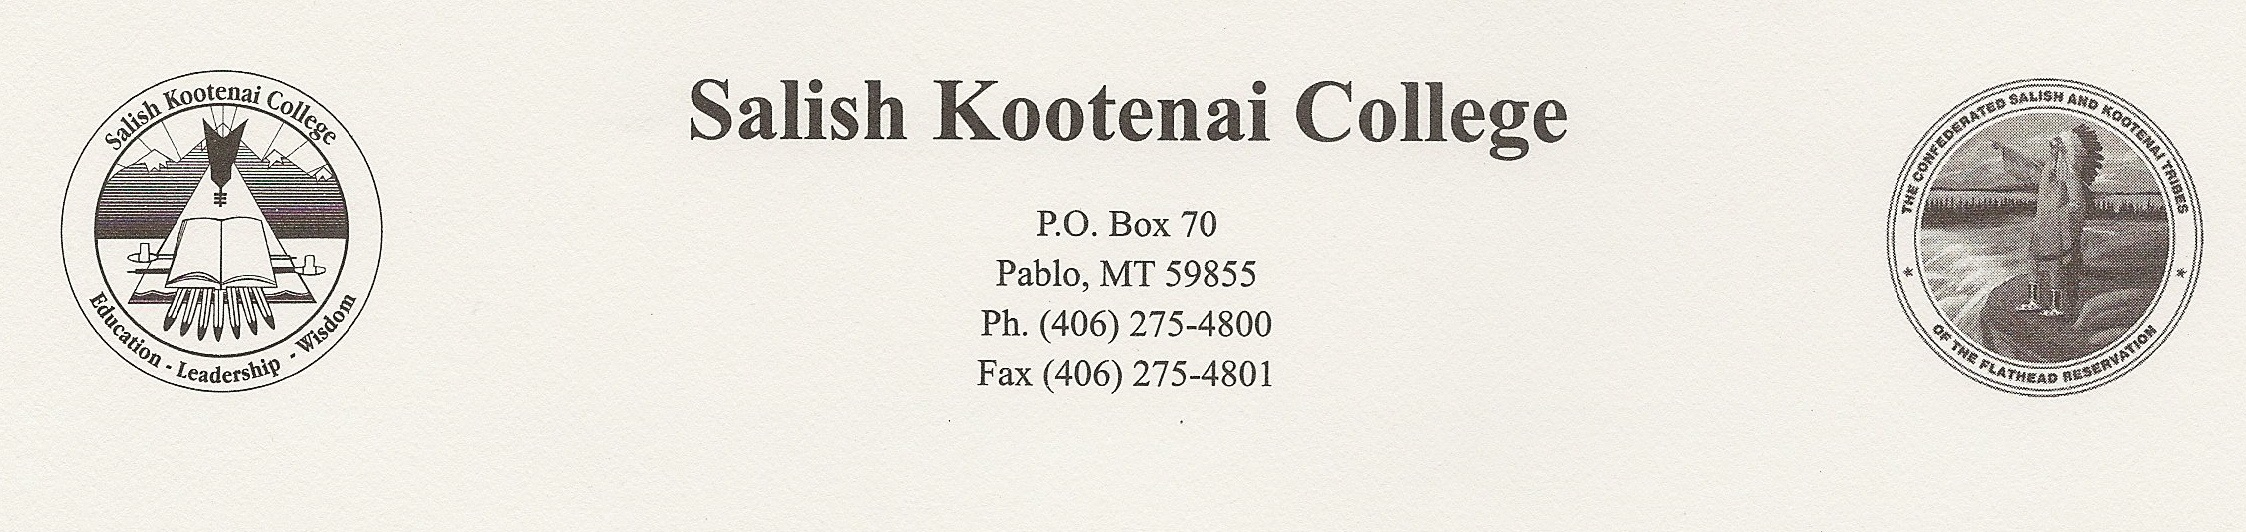 Salish Kootenai College
Education - Leadership - Wisdom
Salish Kootenai College
P.O. Box 70
Pablo, MT 59855
Ph. (406) 275-4800
Fax (406) 275-4801
THE CONFEDERATED SALISH AND KOOTENAI TRIBES
OF THE FLATHEAD RESERVATION